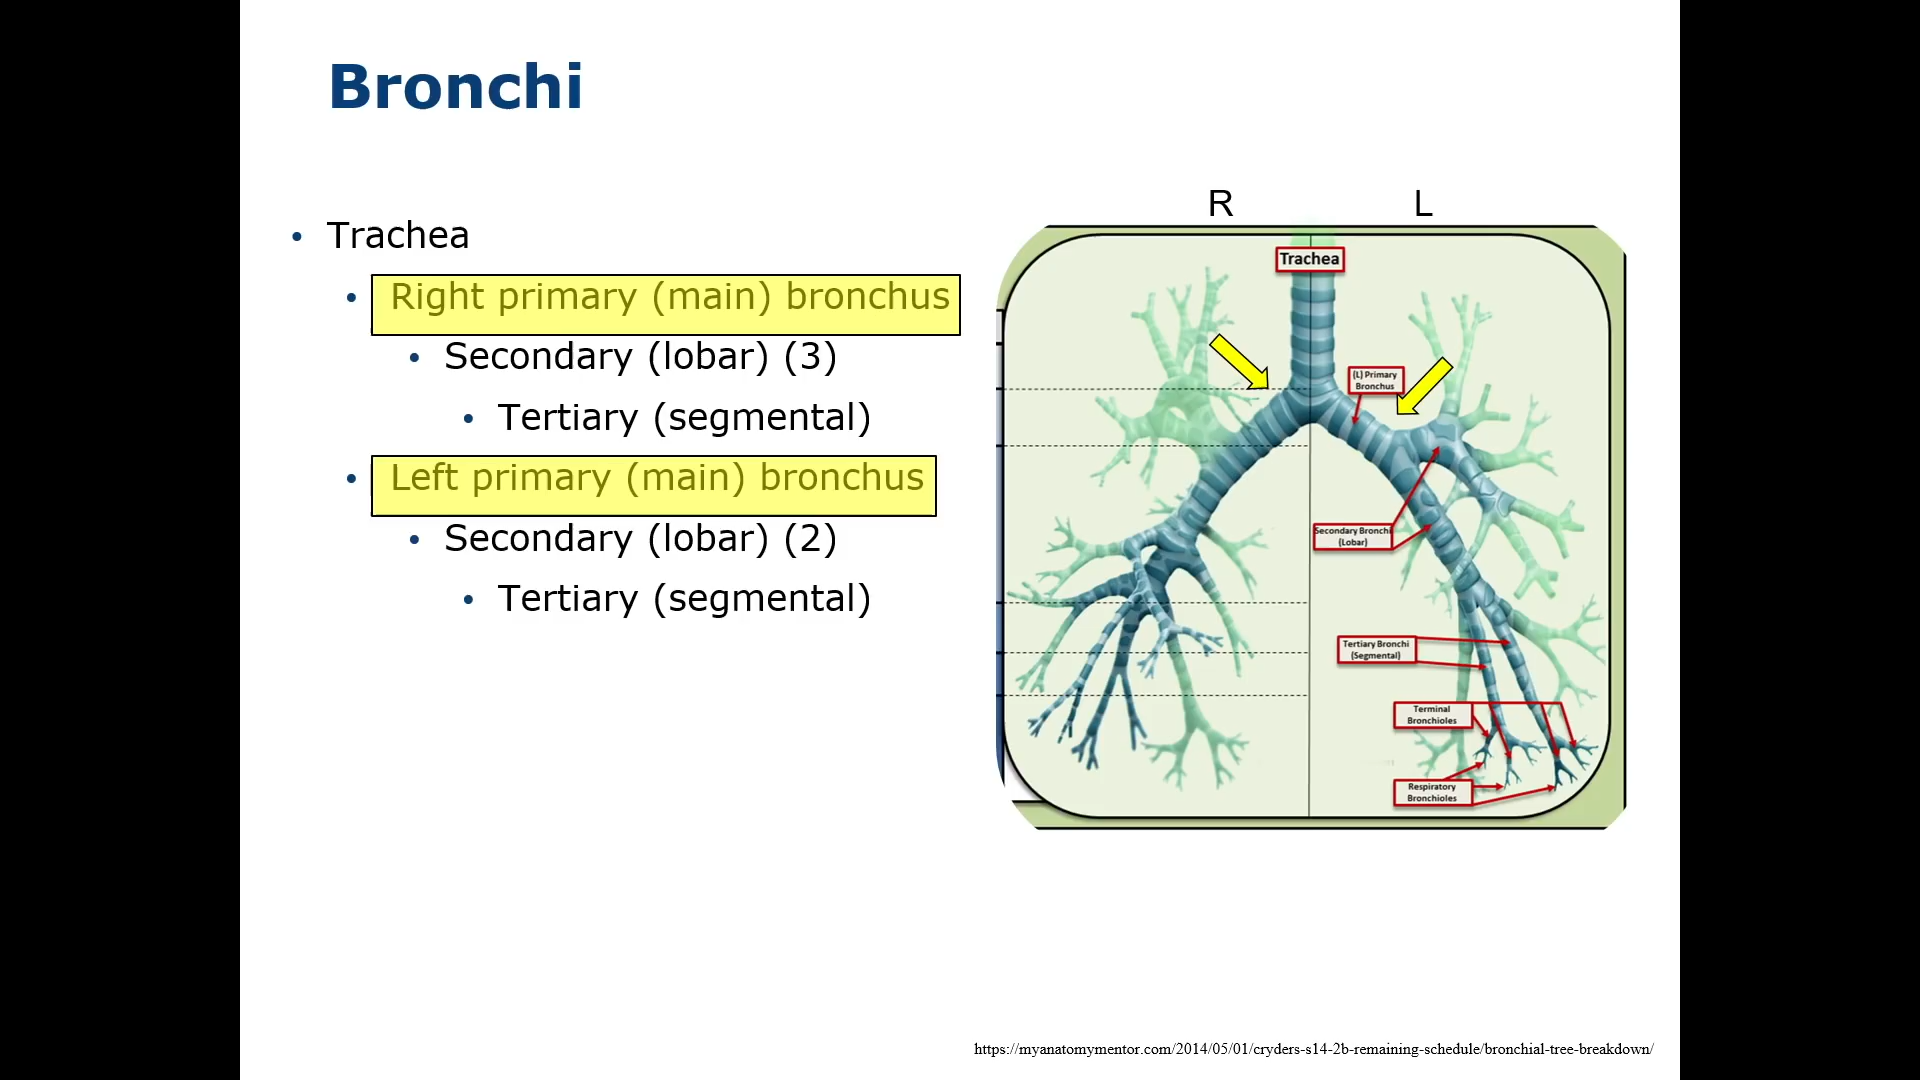 Bronchi
• Trachea
• Right primary (main) bronchus
• Secondary (lobar) (3)
• Tertiary (segmental)
• Left primary (main) bronchus
• Secondary (lobar) (2)
• Tertiary (segmental)
R L
Trachea
(L) Primary
Bronchus
Secondary Bronchi
(Lobar)
Tertiary Bronchi
(Segmental)
Terminal
Bronchioles
Respiratory
Bronchioles
https://myanatomymentor.com/2014/05/01/cryders-s14-2b-remaining-schedule/bronchial-tree-breakdown/